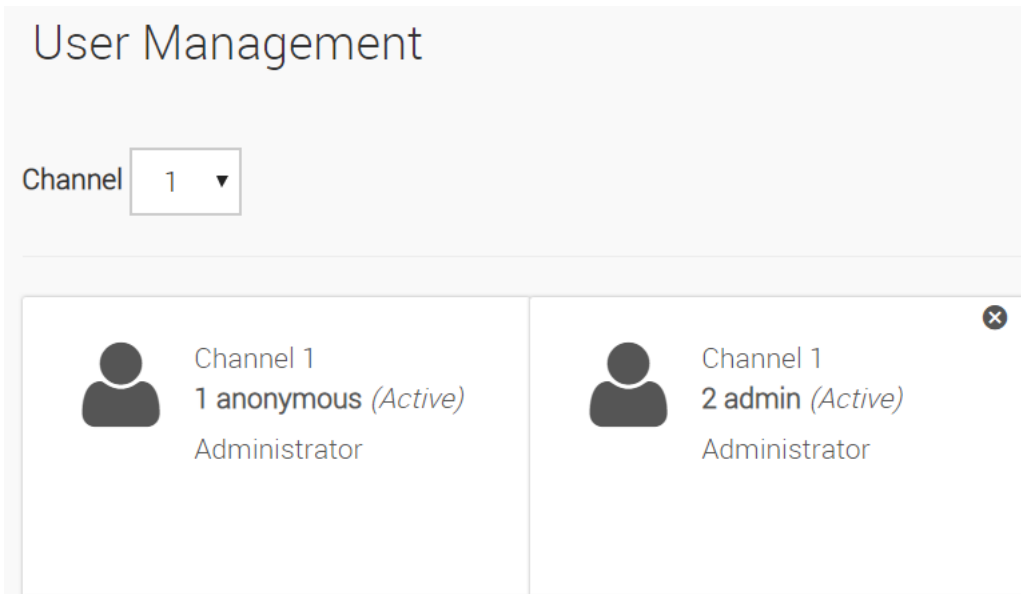 User Management
Channel 1
Channel 1
1 anonymous (Active)
Administrator
Channel 1
2 admin (Active)
Administrator